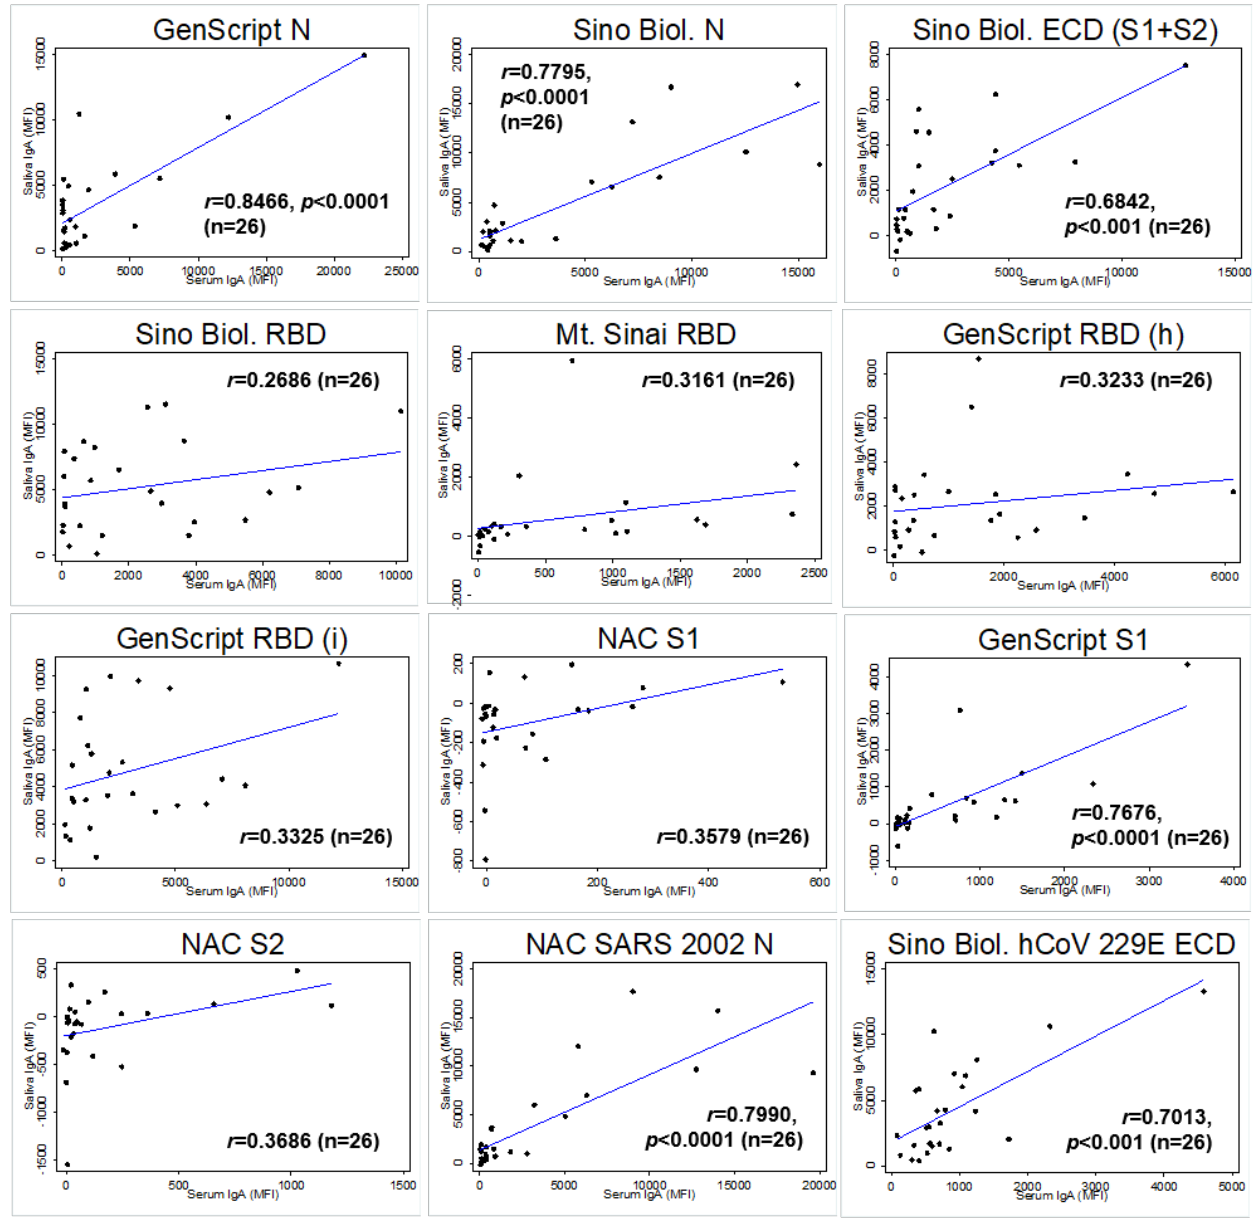 GenScript N
15000
10000
5000
0
Saliva IgA (MFI)
r=0.8466, p<0.0001
(n=26)
0 5000 10000 15000 20000 25000
Serum IgA (MFI)
Sino Biol. N
20000
15000
10000
5000
0
Saliva IgA (MFI)
r=0.7795,
p<0.0001
(n=26)
0 5000 10000 15000
Serum IgA (MFI)
Sino Biol. ECD (S1+S2)
8000
6000
4000
2000
0
Saliva IgA (MFI)
r=0.6842,
p<0.001 (n=26)
0 5000 10000 15000
Serum IgA (MFI)
Sino Biol. RBD
15000
10000
5000
0
Saliva IgA (MFI)
r=0.2686 (n=26)
0 2000 4000 6000 8000 10000
Serum IgA (MFI)
Mt. Sinai RBD
6000
4000
2000
0
-2000
Saliva IgA (MFI)
r=0.3161 (n=26)
0 500 1000 1500 2000 2500
Serum IgA (MFI)
GenScript RBD (h)
8000
6000
4000
2000
0
Saliva IgA (MFI)
r=0.3233 (n=26)
0 2000 4000 6000
Serum IgA (MFI)
GenScript RBD (i)
10000
8000
6000
4000
2000
0
Saliva IgA (MFI)
r=0.3325 (n=26)
0 5000 10000 15000
Serum IgA (MFI)
NAC S1
200
0
-200
-400
-600
-800
Saliva IgA (MFI)
r=0.3579 (n=26)
0 200 400 600
Serum IgA (MFI)
GenScript S1
4000
3000
2000
1000
0
-1000
Saliva IgA (MFI)
r=0.7676,
p<0.0001 (n=26)
0 1000 2000 3000 4000
Serum IgA (MFI)
NAC S2
500
0
-500
-1000
-1500
Saliva IgA (MFI)
r=0.3686 (n=26)
0 500 1000 1500
Serum IgA (MFI)
NAC SARS 2002 N
20000
15000
10000
5000
0
Saliva IgA (MFI)
r=0.7990,
p<0.0001 (n=26)
0 5000 10000 15000 20000
Serum IgA (MFI)
Sino Biol. hCoV 229E ECD
15000
10000
5000
0
Saliva IgA (MFI)
r=0.7013,
p<0.001 (n=26)
0 1000 2000 3000 4000 5000
Serum IgA (MFI)